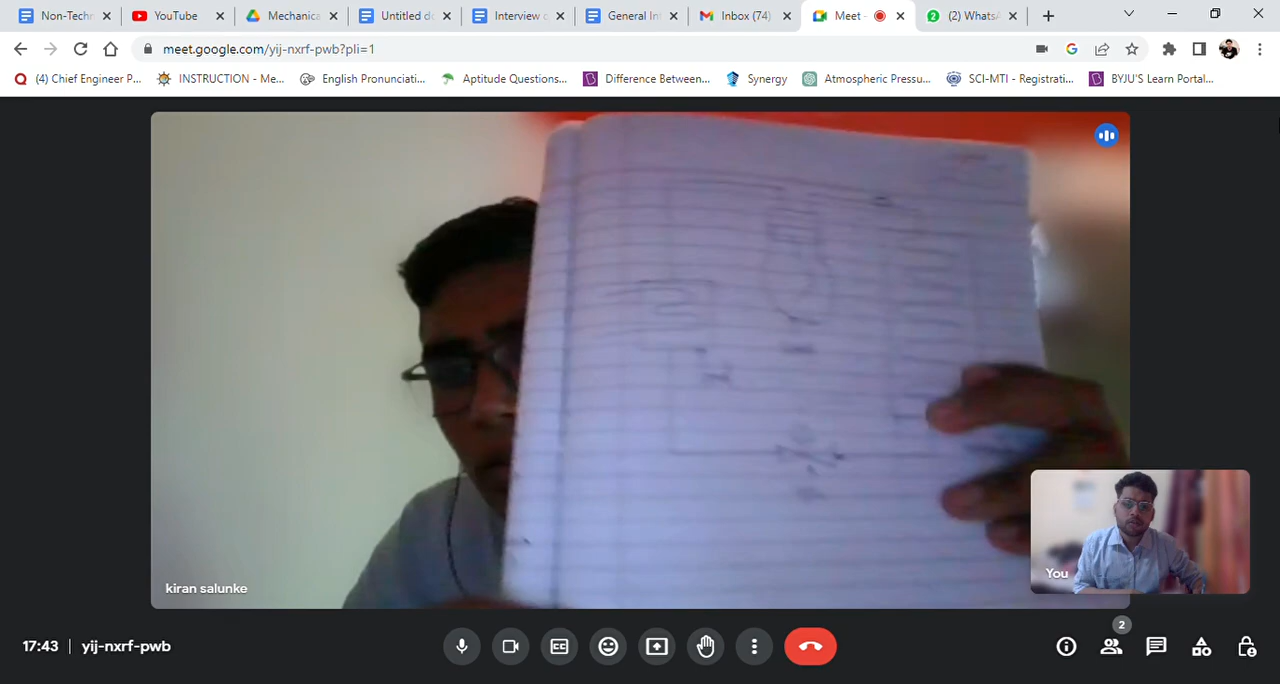 Non-Techn
YouTube
Mechanica
Untitled d
Interview c
General In
Inbox (74)
Meet -
2 (2) WhatsA
meet.google.com/yij-nxrf-pwb?pli=1
(4) Chief Engineer P...
INSTRUCTION - Me...
English Pronunciati...
Aptitude Questions...
Difference Between...
Synergy
Atmospheric Pressu...
SCI-MTI - Registrati...
BYJU'S Learn Portal...
kiran salunke
You
17:43 | yij-nxrf-pwb
CC
2